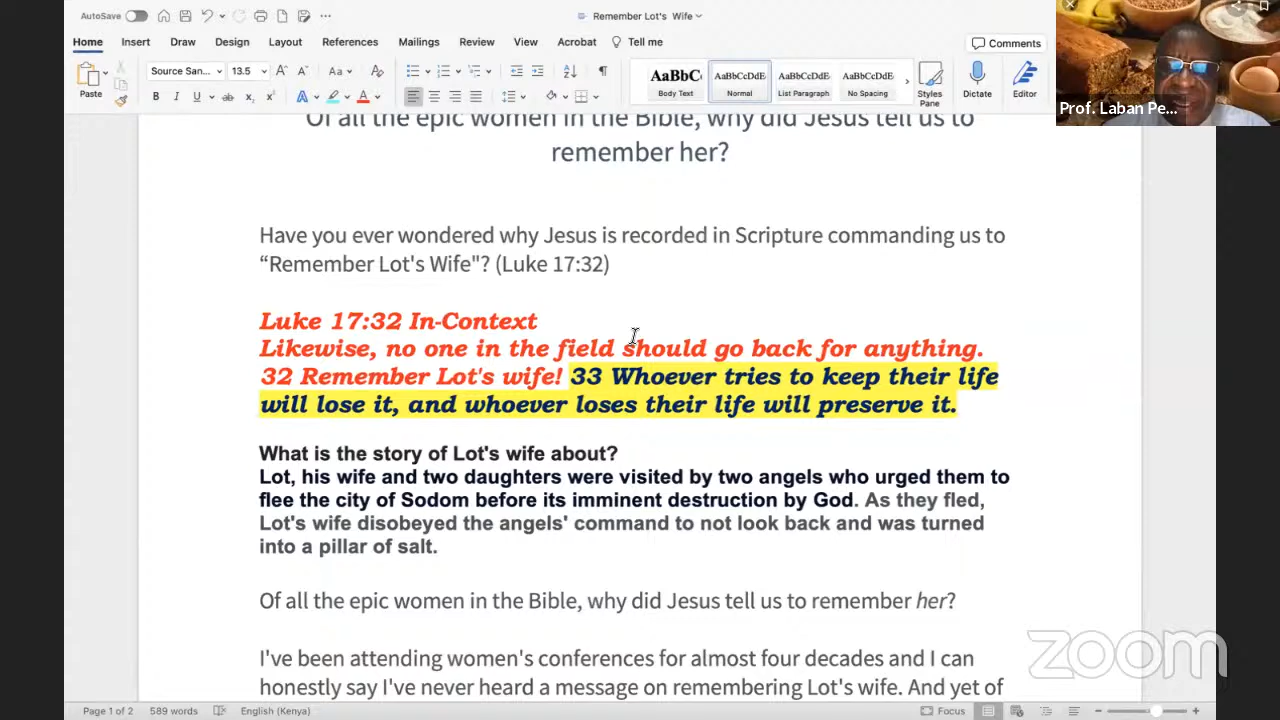 AutoSave
Remember Lot's Wife
Home Insert Draw Design Layout References Mailings Review View Acrobat Tell me
Comments
Paste
Source San... 13.5
AaBbC AaBbCcDdE AaBbCcDdE AaBbCcDdE
Body Text Normal List Paragraph No Spacing
Styles Pane
Dictate
Editor
Prof. Laban Pe...
Of all the epic women in the Bible, why did Jesus tell us to
remember her?
Have you ever wondered why Jesus is recorded in Scripture commanding us to
“Remember Lot's Wife"? (Luke 17:32)
Luke 17:32 In-Context
Likewise, no one in the field should go back for anything.
32 Remember Lot's wife! 33 Whoever tries to keep their life
will lose it, and whoever loses their life will preserve it.
What is the story of Lot's wife about?
Lot, his wife and two daughters were visited by two angels who urged them to
flee the city of Sodom before its imminent destruction by God. As they fled,
Lot's wife disobeyed the angels' command to not look back and was turned
into a pillar of salt.
Of all the epic women in the Bible, why did Jesus tell us to remember her?
I've been attending women's conferences for almost four decades and I can
honestly say I've never heard a message on remembering Lot's wife. And yet of
zoom
Page 1 of 2 589 words English (Kenya) Focus